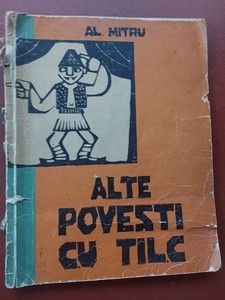 AL. MITRU
ALTE
POVESTI
CU TILC